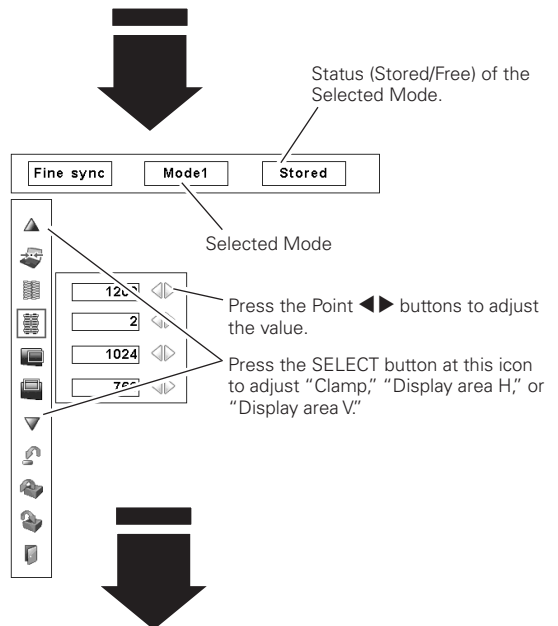 Status (Stored/Free) of the
Selected Mode.
Fine sync Mode1 Stored
Selected Mode
Press the Point ◀▶ buttons to adjust
the value.
2
1024
Press the SELECT button at this icon
to adjust “Clamp,” “Display area H,” or
“Display area V.”